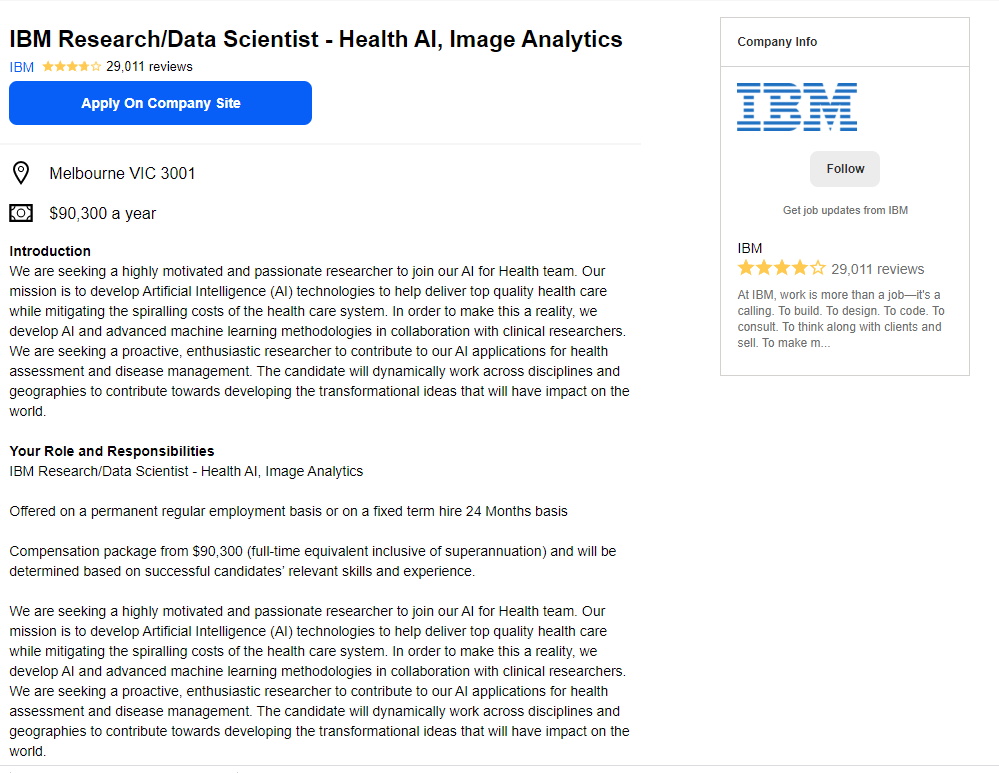 IBM Research/Data Scientist - Health AI, Image Analytics
IBM 29,011 reviews
Apply On Company Site
Melbourne VIC 3001
$90,300 a year
Introduction
We are seeking a highly motivated and passionate researcher to join our AI for Health team. Our
mission is to develop Artificial Intelligence (AI) technologies to help deliver top quality health care
while mitigating the spiralling costs of the health care system. In order to make this a reality, we
develop AI and advanced machine learning methodologies in collaboration with clinical researchers.
We are seeking a proactive, enthusiastic researcher to contribute to our AI applications for health
assessment and disease management. The candidate will dynamically work across disciplines and
geographies to contribute towards developing the transformational ideas that will have impact on the
world.
Your Role and Responsibilities
IBM Research/Data Scientist - Health AI, Image Analytics
Offered on a permanent regular employment basis or on a fixed term hire 24 Months basis
Compensation package from $90,300 (full-time equivalent inclusive of superannuation) and will be
determined based on successful candidates' relevant skills and experience.
We are seeking a highly motivated and passionate researcher to join our AI for Health team. Our
mission is to develop Artificial Intelligence (AI) technologies to help deliver top quality health care
while mitigating the spiralling costs of the health care system. In order to make this a reality, we
develop AI and advanced machine learning methodologies in collaboration with clinical researchers.
We are seeking a proactive, enthusiastic researcher to contribute to our AI applications for health
assessment and disease management. The candidate will dynamically work across disciplines and
geographies to contribute towards developing the transformational ideas that will have impact on the
world.
Company Info
IBM
Follow
Get job updates from IBM
IBM
29,011 reviews
At IBM, work is more than a job—it's a
calling. To build. To design. To code. To
consult. To think along with clients and
sell. To make m...